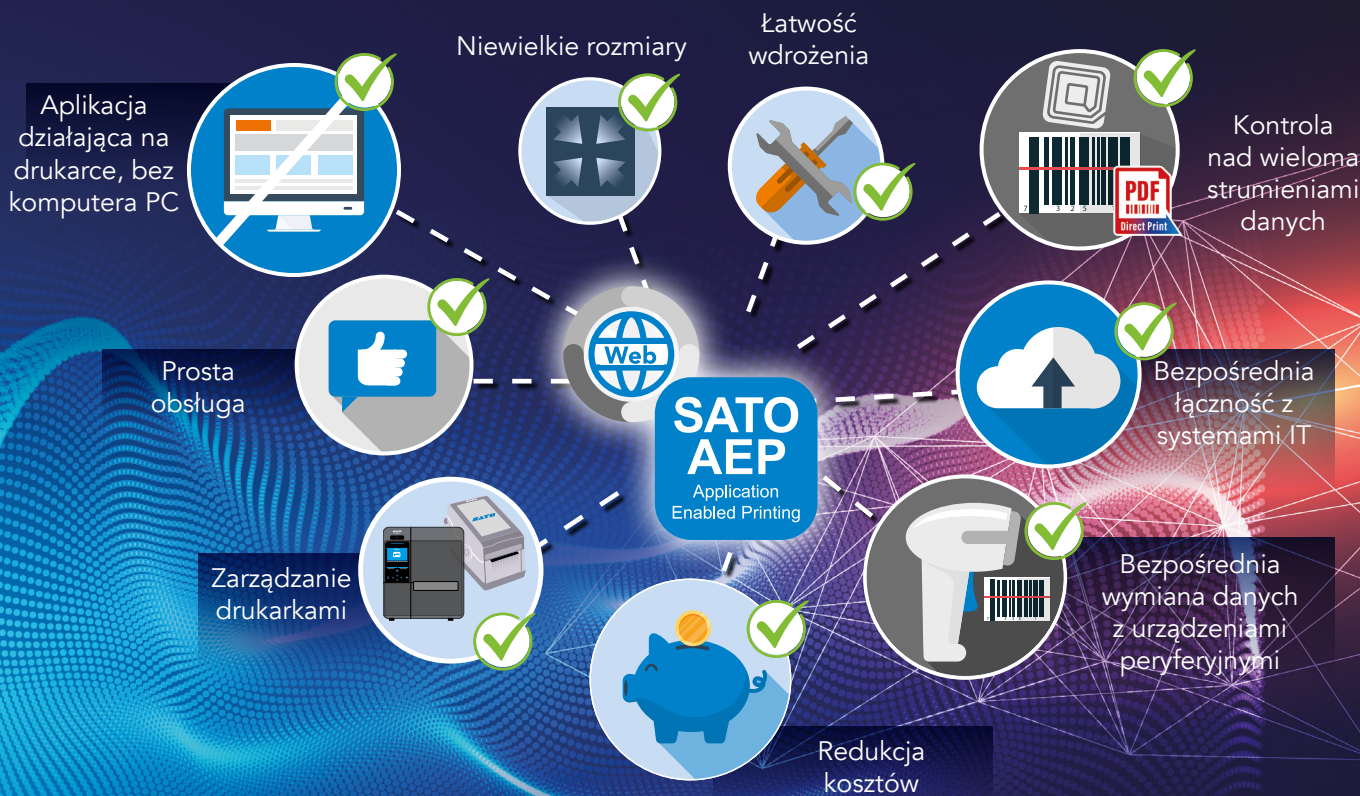 Niewielkie rozmiary
Łatwość
wdrożenia
Aplikacja
działająca na
drukarce, bez
komputera PC
Kontrola
nad wieloma
strumieniami
danych
PDF
Direct Print
Web
Prosta
obsługa
SATO
AEP
Application
Enabled Printing
Bezpośrednia
łączność z
systemami IT
Zarządzanie
drukarkami
SATO
Bezpośrednia
wymiana danych
z urządzeniami
peryferyjnymi
Redukcja
kosztów